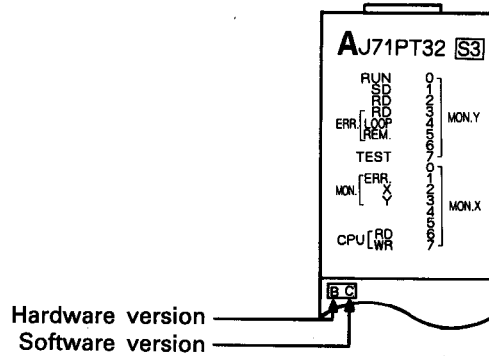 AJ71PT32 S3
RUN 0
SD 1
RD 2
ERR. RD 3
LOOP 4
REM. 5
6
TEST 7
MON.Y
MON. ERR. 0
1
X 2
Y 3
4
5
CPU RD 6
WR 7
MON.X
B C
Hardware version
Software version